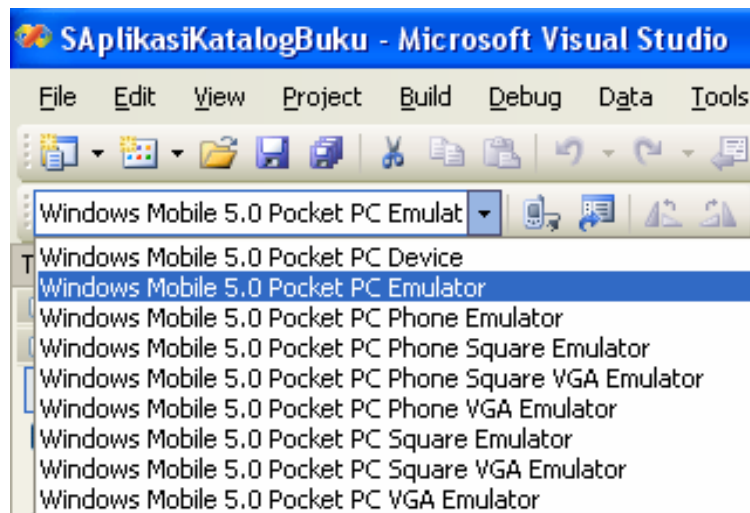 SAplikasiKatalogBuku - Microsoft Visual Studio
File Edit View Project Build Debug Data Tools
Windows Mobile 5.0 Pocket PC Emulat
T
Windows Mobile 5.0 Pocket PC Device
Windows Mobile 5.0 Pocket PC Emulator
Windows Mobile 5.0 Pocket PC Phone Emulator
Windows Mobile 5.0 Pocket PC Phone Square Emulator
Windows Mobile 5.0 Pocket PC Phone Square VGA Emulator
Windows Mobile 5.0 Pocket PC Phone VGA Emulator
Windows Mobile 5.0 Pocket PC Square Emulator
Windows Mobile 5.0 Pocket PC Square VGA Emulator
Windows Mobile 5.0 Pocket PC VGA Emulator